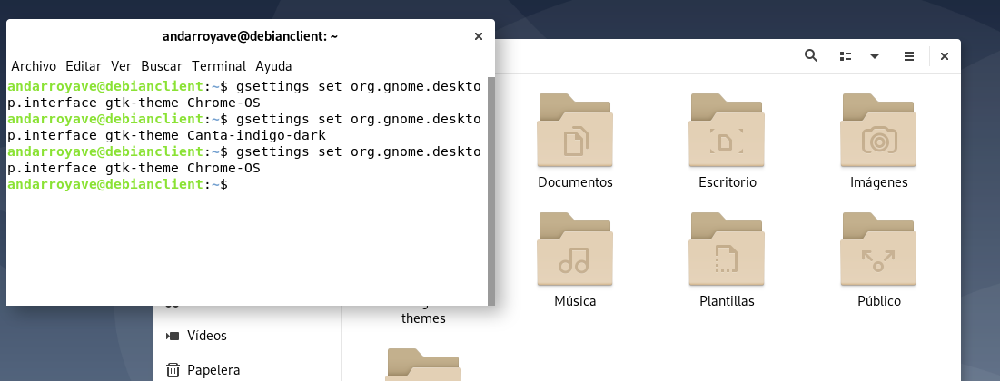 andarroyave@debianclient: ~
Archivo Editar Ver Buscar Terminal Ayuda
andarroyave@debianclient:~$ gsettings set org.gnome.deskto
p.interface gtk-theme Chrome-OS
andarroyave@debianclient:~$ gsettings set org.gnome.deskto
p.interface gtk-theme Canta-indigo-dark
andarroyave@debianclient:~$ gsettings set org.gnome.deskto
p.interface gtk-theme Chrome-OS
andarroyave@debianclient:~$
Documentos Escritorio Imágenes
Música Plantillas Público
themes
Vídeos
Papelera